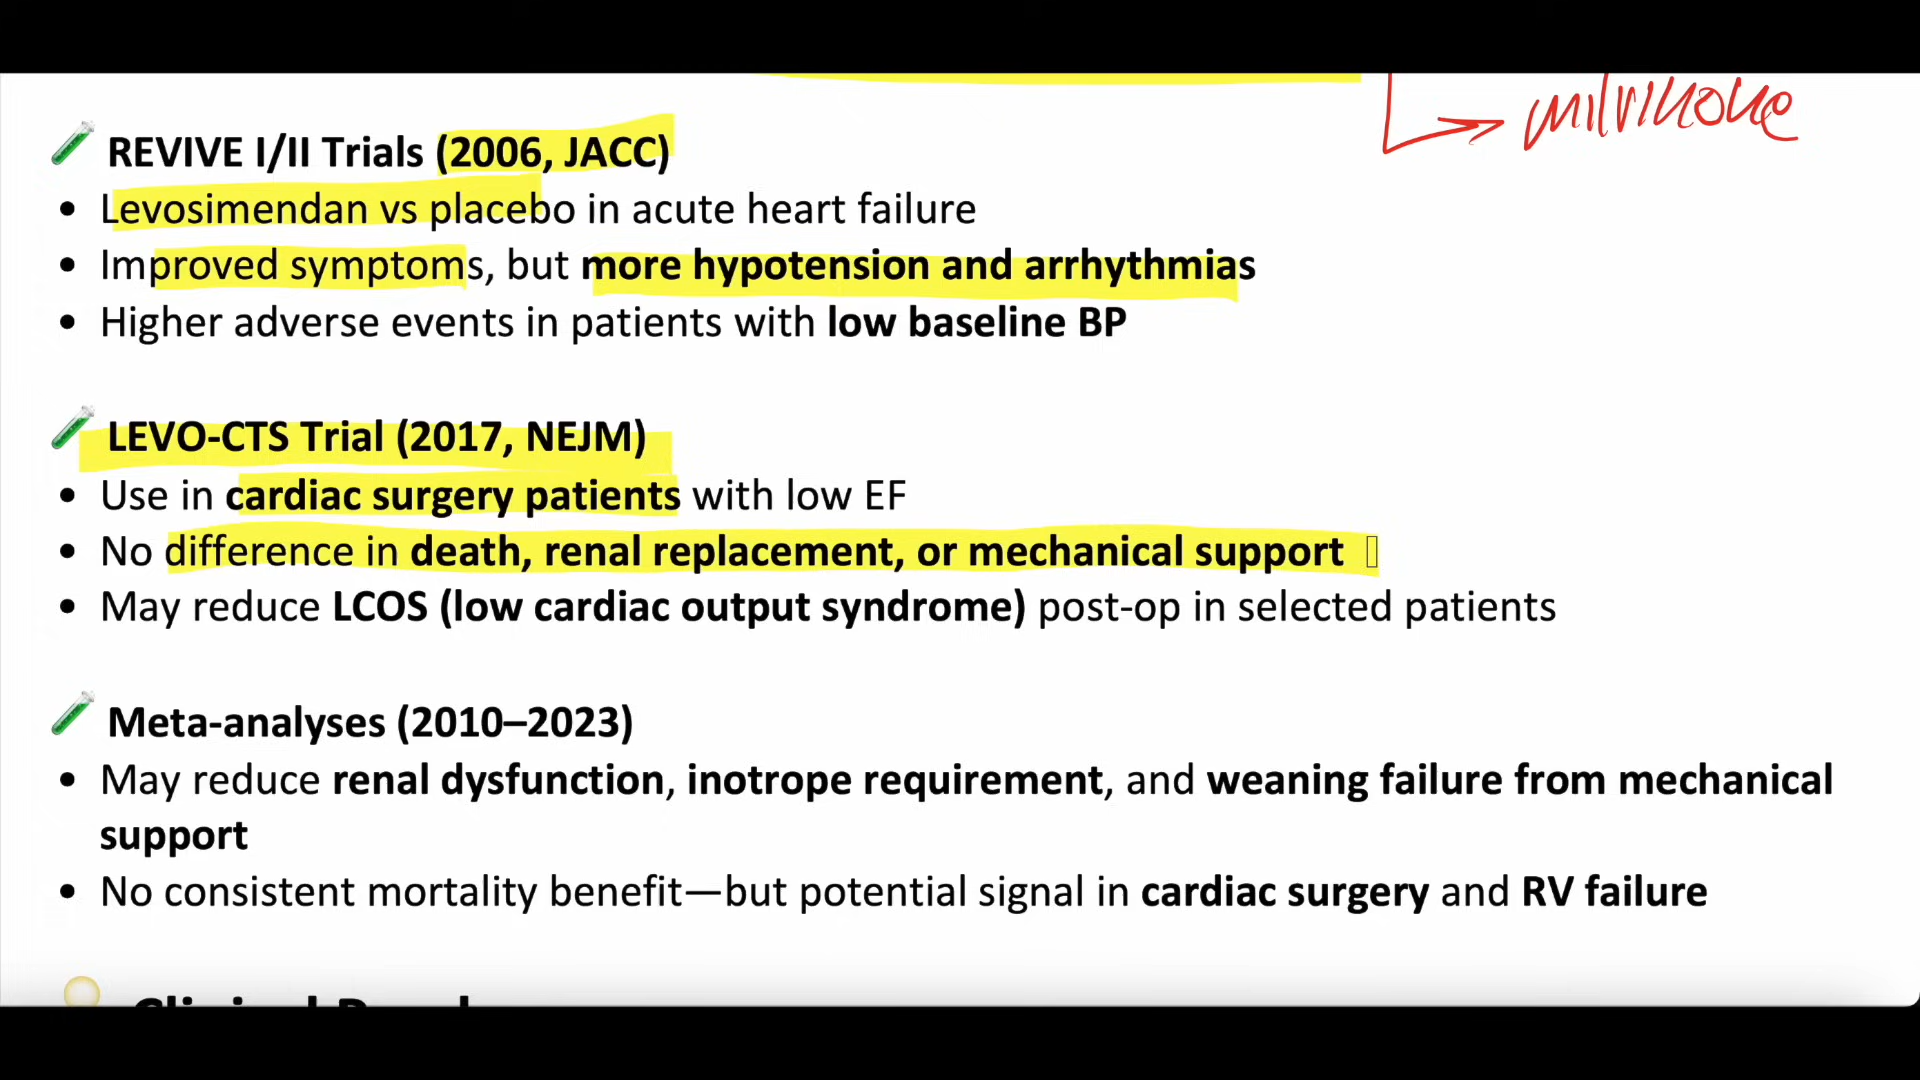 milrinone
REVIVE I/II Trials (2006, JACC)
• Levosimendan vs placebo in acute heart failure
• Improved symptoms, but more hypotension and arrhythmias
• Higher adverse events in patients with low baseline BP
LEVO-CTS Trial (2017, NEJM)
• Use in cardiac surgery patients with low EF
• No difference in death, renal replacement, or mechanical support
• May reduce LCOS (low cardiac output syndrome) post-op in selected patients
Meta-analyses (2010–2023)
• May reduce renal dysfunction, inotrope requirement, and weaning failure from mechanical
support
• No consistent mortality benefit—but potential signal in cardiac surgery and RV failure